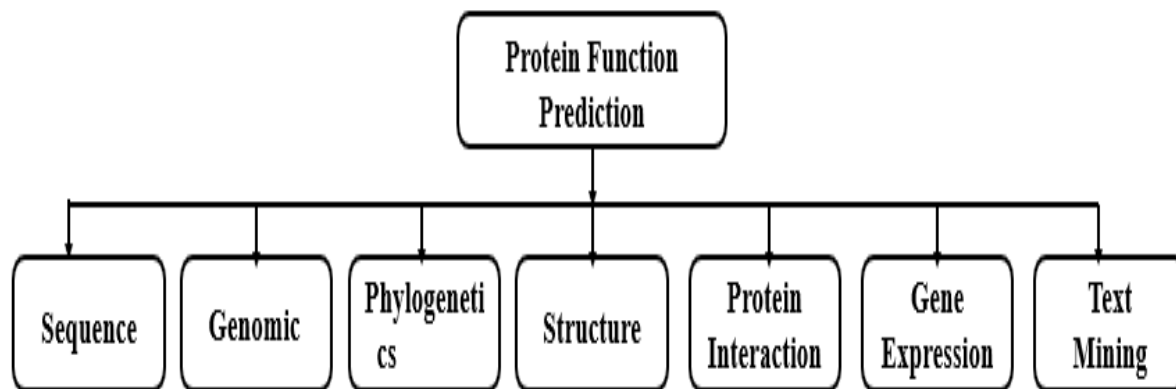 Protein Function
Prediction
Sequence
Genomic
Phylogeneti
cs
Structure
Protein
Interaction
Gene
Expression
Text
Mining